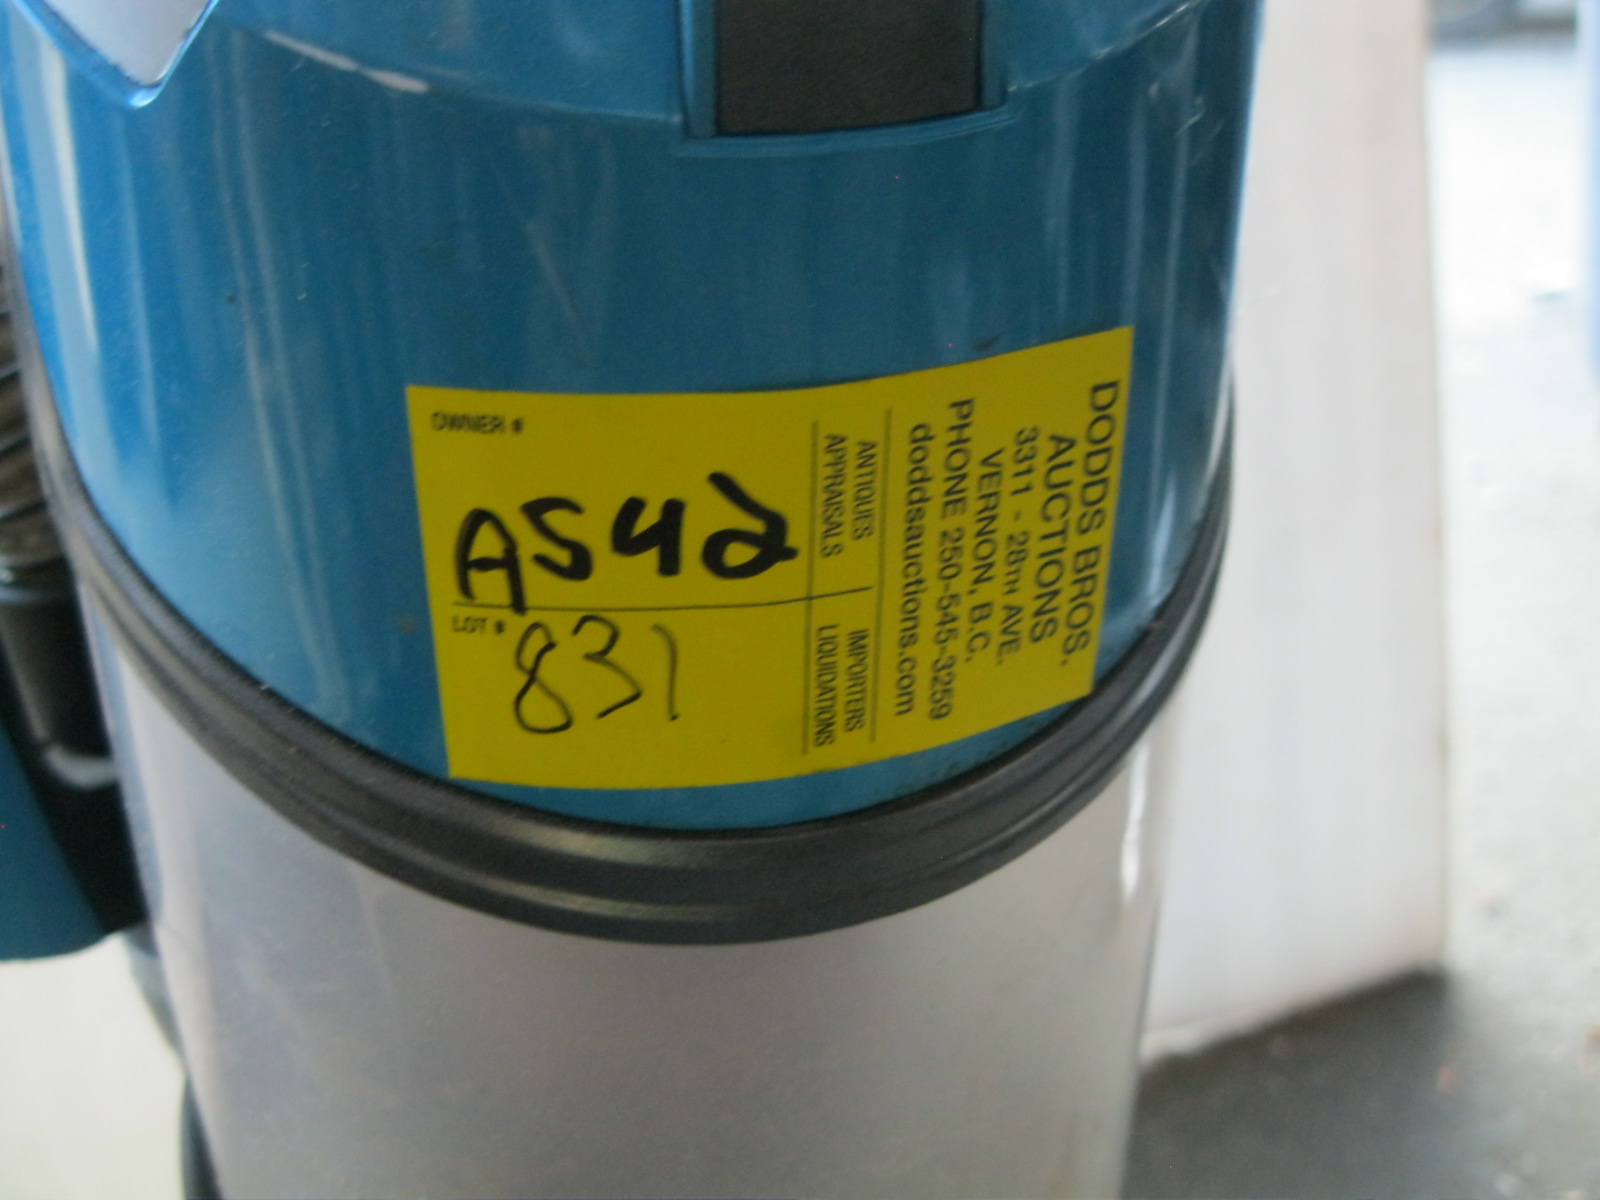 DODDS BROS.
AUCTIONS
3311 - 28TH AVE.
VERNON, B.C.
PHONE 250-545-3259
doddsauctions.com
ANTIQUES
APPRAISALS
IMPORTERS
LIQUIDATIONS
OWNER #
A542
LOT #
831